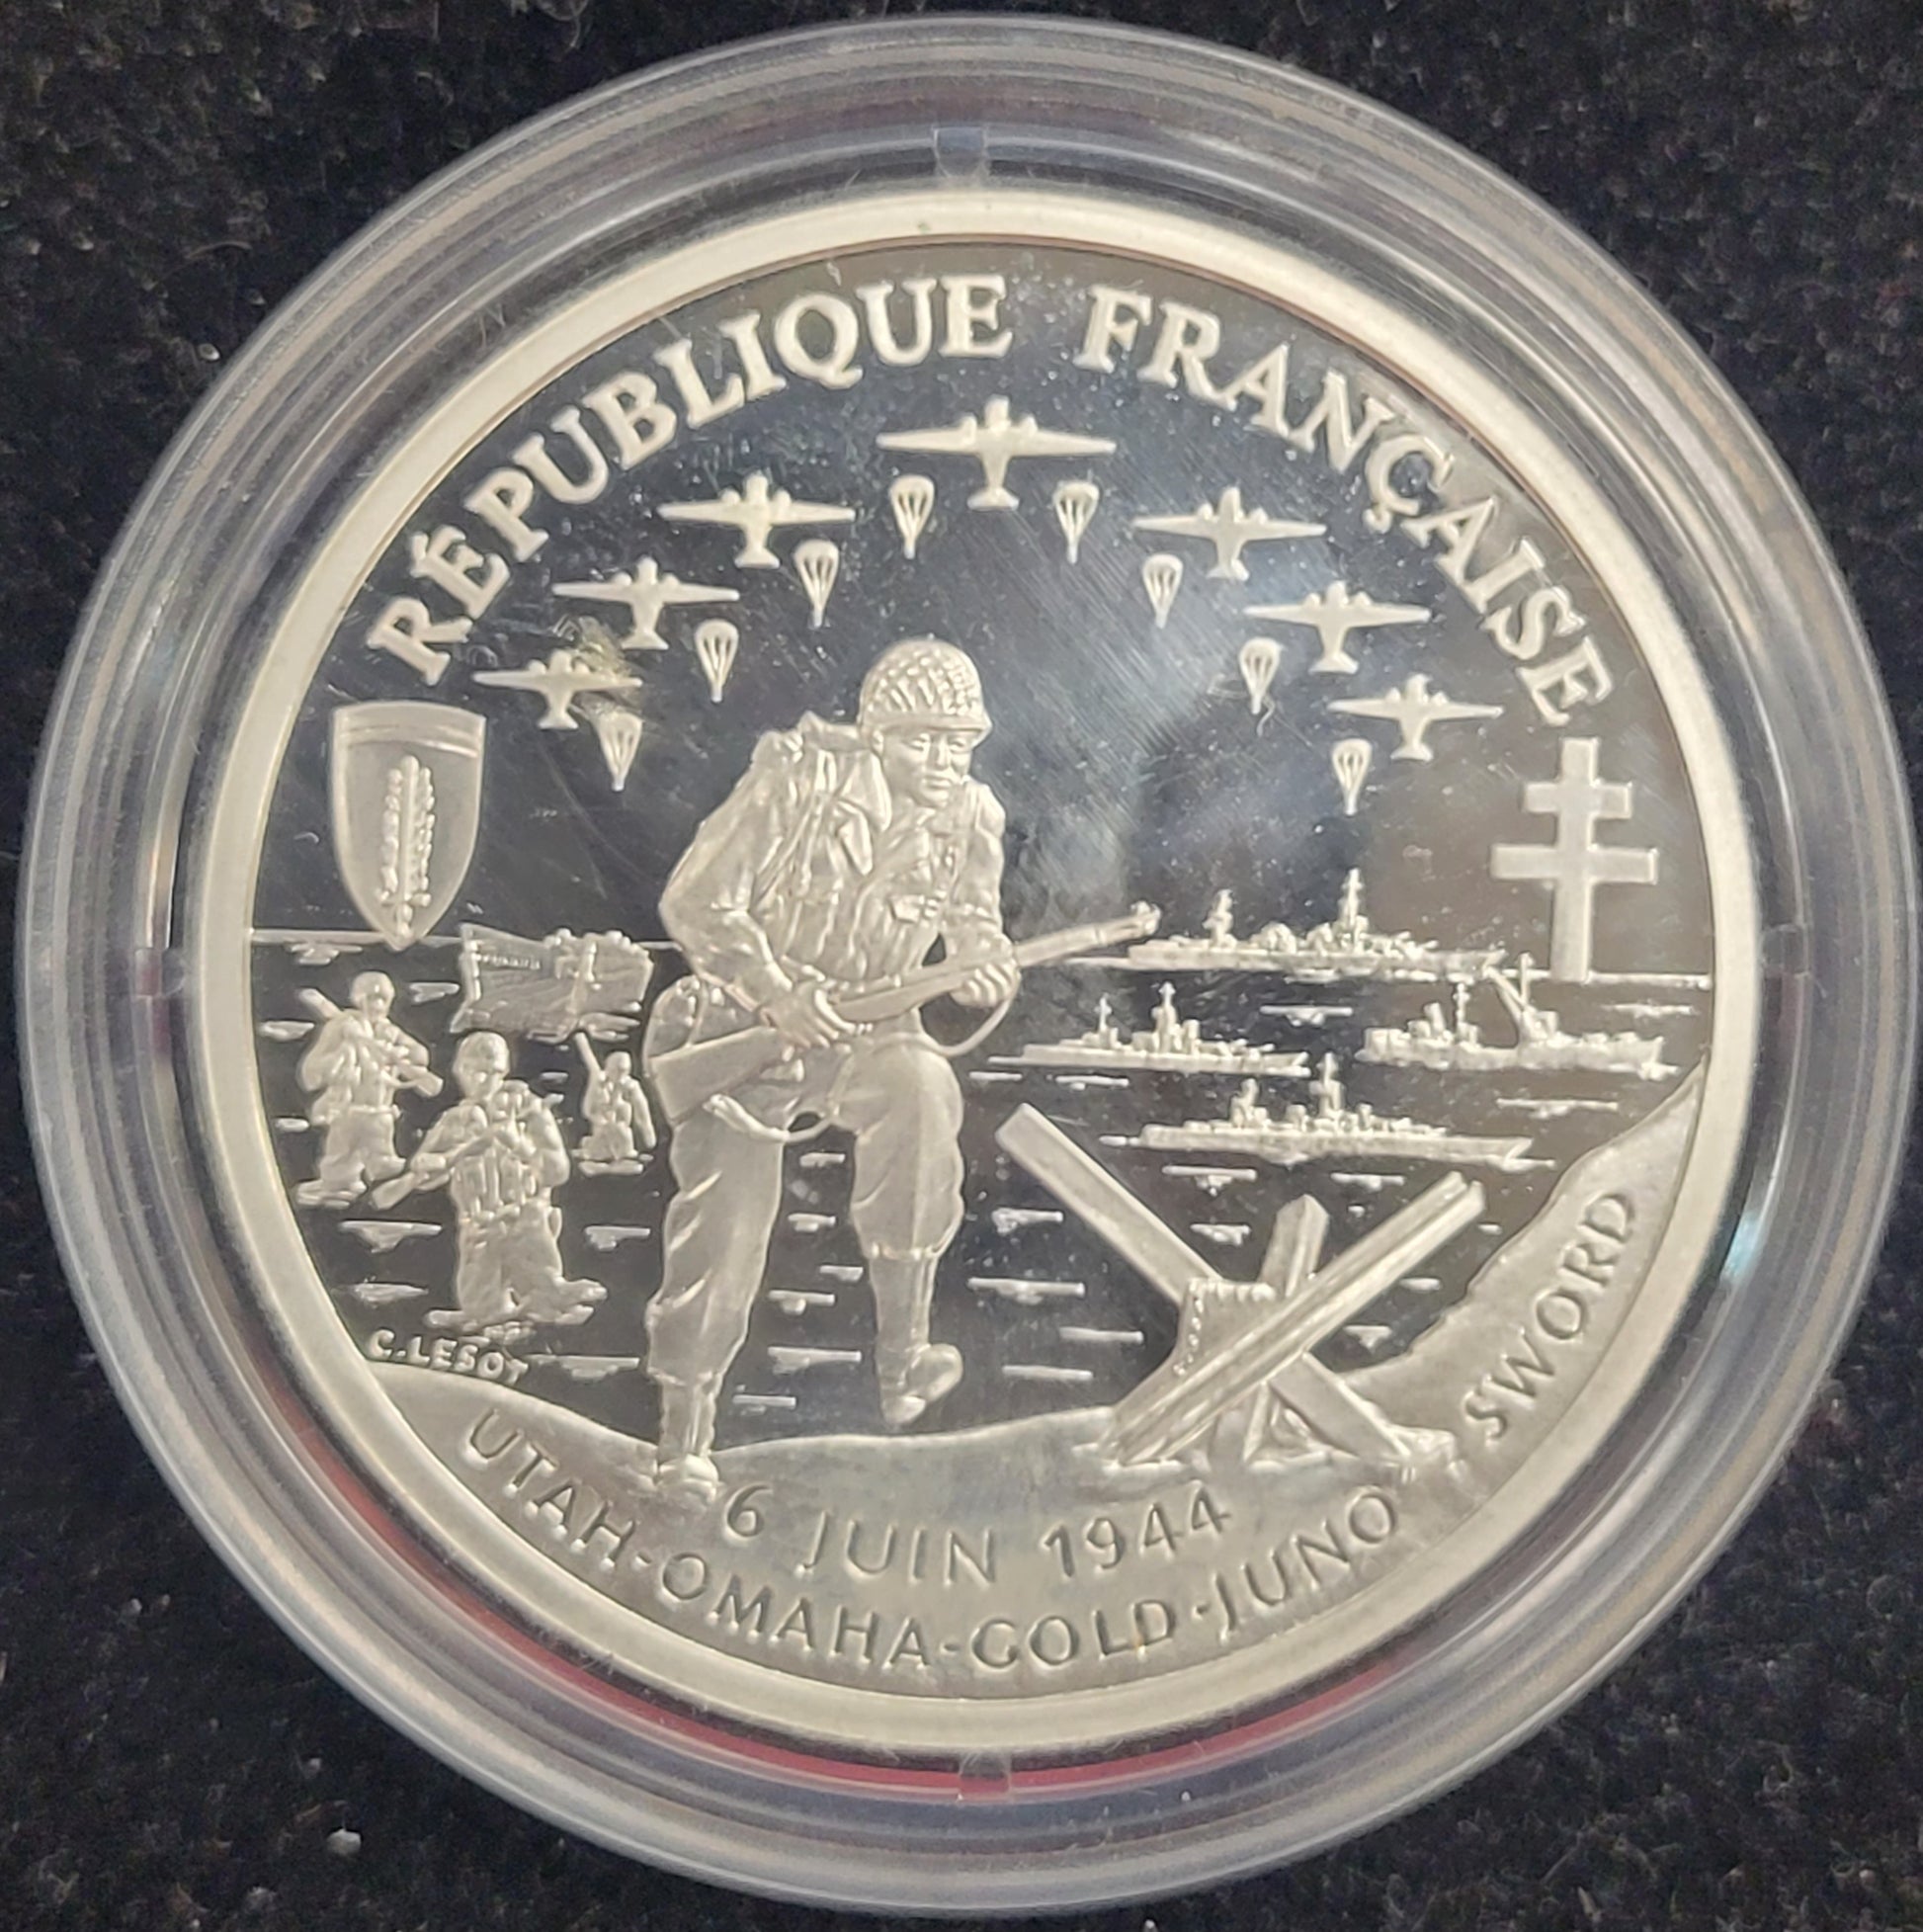 RÉPUBLIQUE FRANÇAISE
C.LESOT
6 JUIN 1944
UTAH-OMAHA-GOLD-JUNO-SWORD